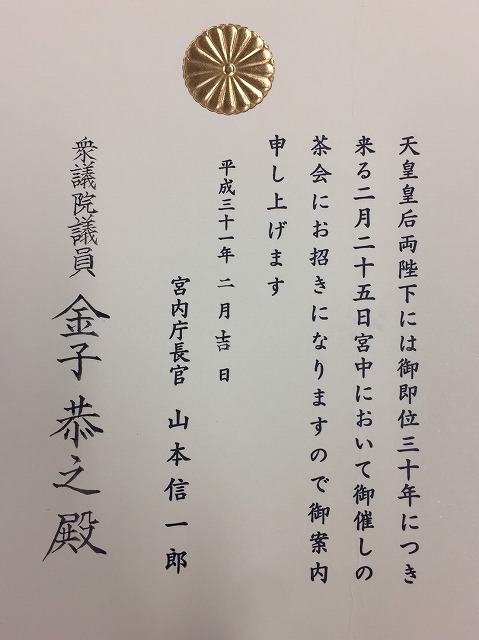 天皇皇后両陛下には御即位三十年につき
来る二月二十五日宮中において御催しの
茶会にお招きになりますので御案内
申し上げます
平成三十一年 二月吉日
宮内庁長官 山本信一郎
衆議院議員 金子恭之殿